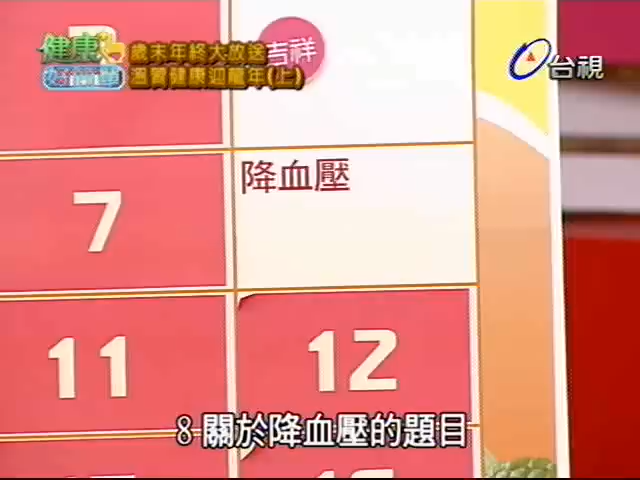 健康
歲末年終大放送
溫習健康迎龍年(上)
吉祥
台視
降血壓
7
11
12
8 關於降血壓的題目